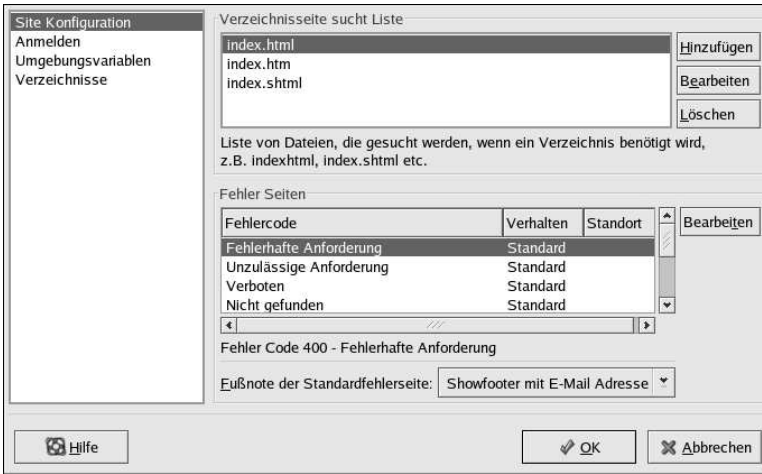 Site Konfiguration
Anmelden
Umgebungsvariablen
Verzeichnisse
Verzeichnisseite sucht Liste
index.html
index.htm
index.shtml
Hinzufügen
Bearbeiten
Löschen
Liste von Dateien, die gesucht werden, wenn ein Verzeichnis benötigt wird,
z.B. indexhtml, index.shtml etc.
Fehler Seiten
Fehlercode Verhalten Standort
Fehlerhafte Anforderung Standard
Unzulässige Anforderung Standard
Verboten Standard
Nicht gefunden Standard
Bearbeiten
Fehler Code 400 - Fehlerhafte Anforderung
Fußnote der Standardfehlerseite: Showfooter mit E-Mail Adresse
Hilfe
OK
Abbrechen